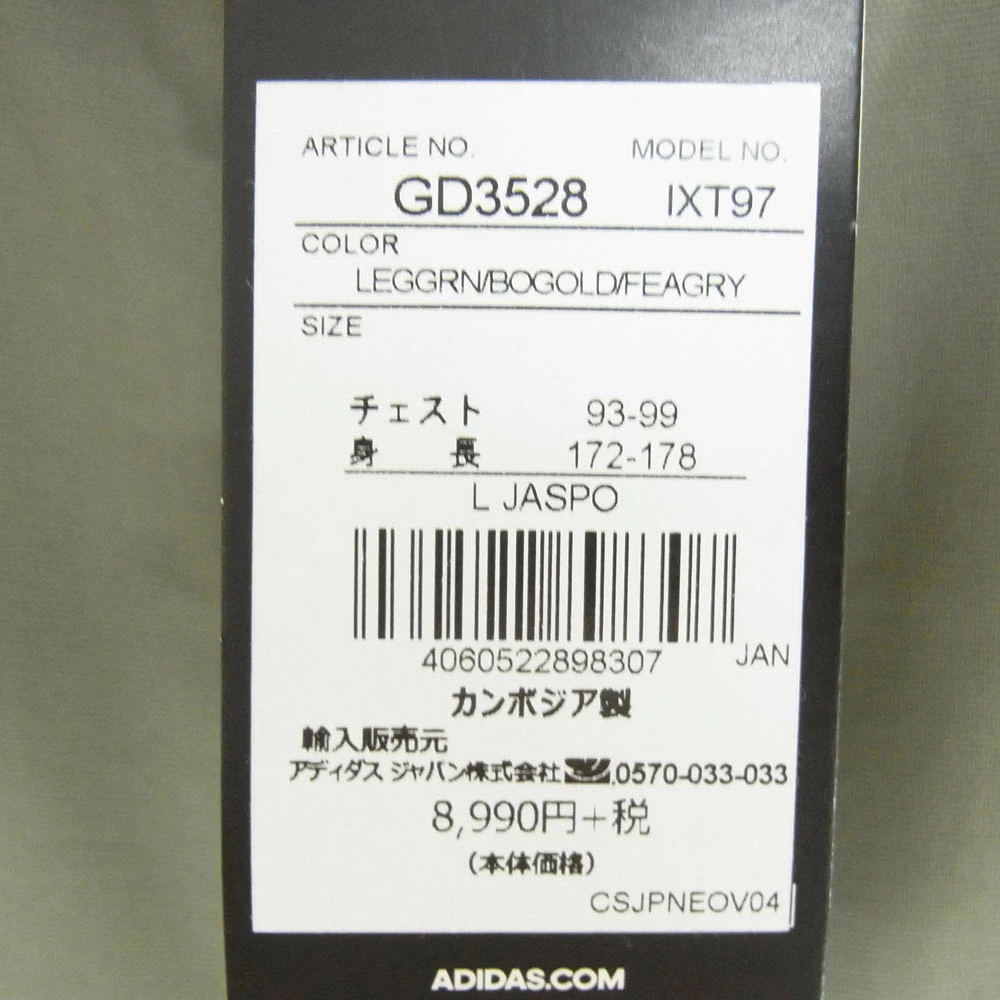 ARTICLE NO. MODEL NO.
GD3528 IXT97
COLOR
LEGGRN/BOGOLD/FEAGRY
SIZE
チェスト 93-99
身長 172-178
L JASPO
4060522898307 JAN
カンボジア製
輸入販売元
アディダス ジャパン株式会社 0570-033-033
8,990円+税
(本体価格)
CSJPNEOV04
ADIDAS.COM